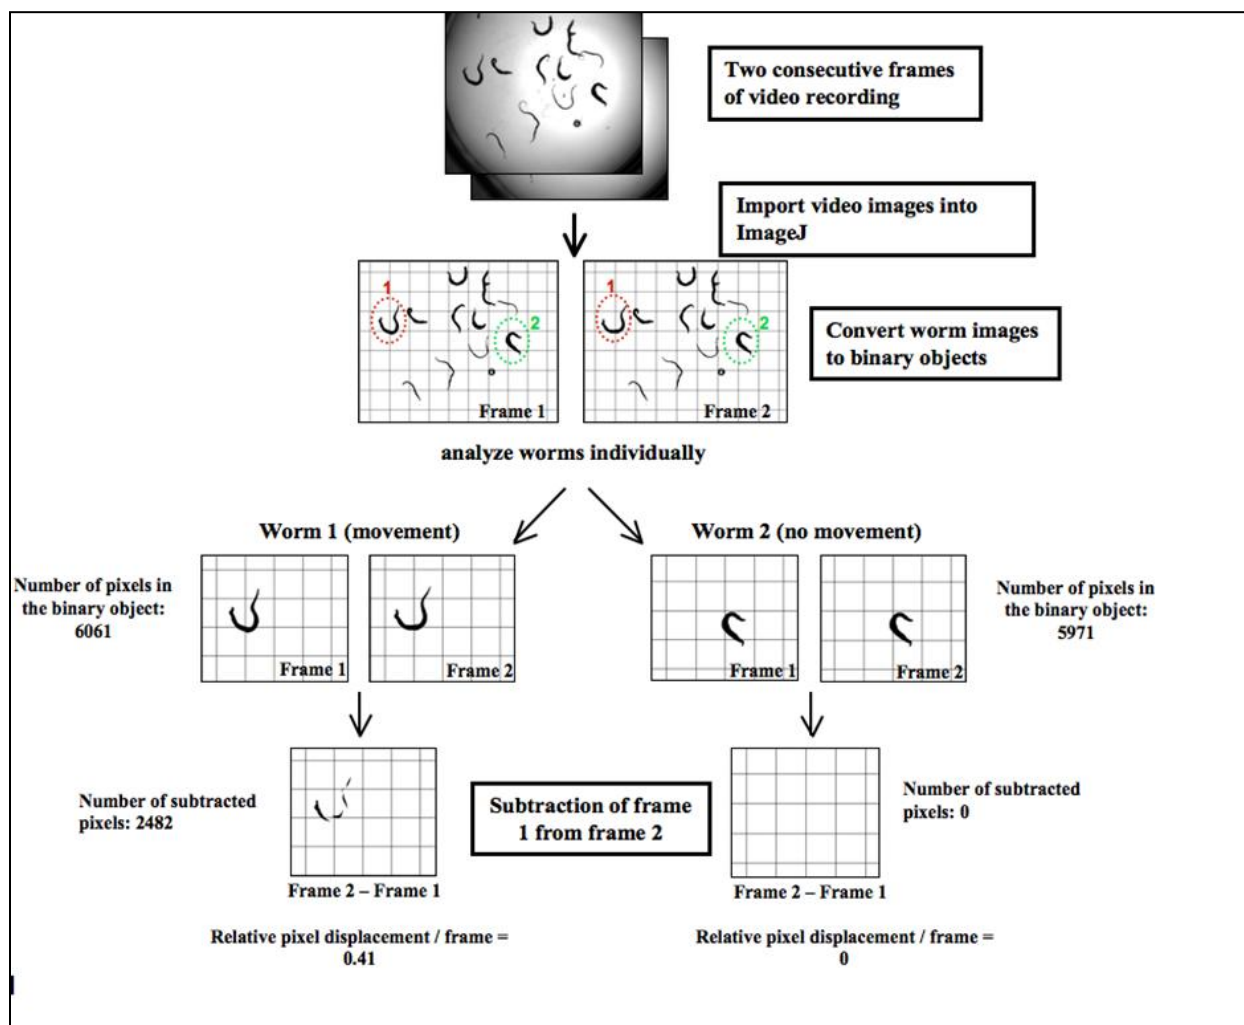 Two consecutive frames
of video recording
Import video images into
ImageJ
1
2
Frame 1
1
2
Frame 2
Convert worm images
to binary objects
analyze worms individually
Worm 1 (movement)
Worm 2 (no movement)
Number of pixels in
the binary object:
6061
Frame 1
Frame 2
Frame 1
Frame 2
Number of pixels in
the binary object:
5971
Number of subtracted
pixels: 2482
Subtraction of frame
1 from frame 2
Number of subtracted
pixels: 0
Frame 2 – Frame 1
Frame 2 – Frame 1
Relative pixel displacement / frame =
0.41
Relative pixel displacement / frame =
0